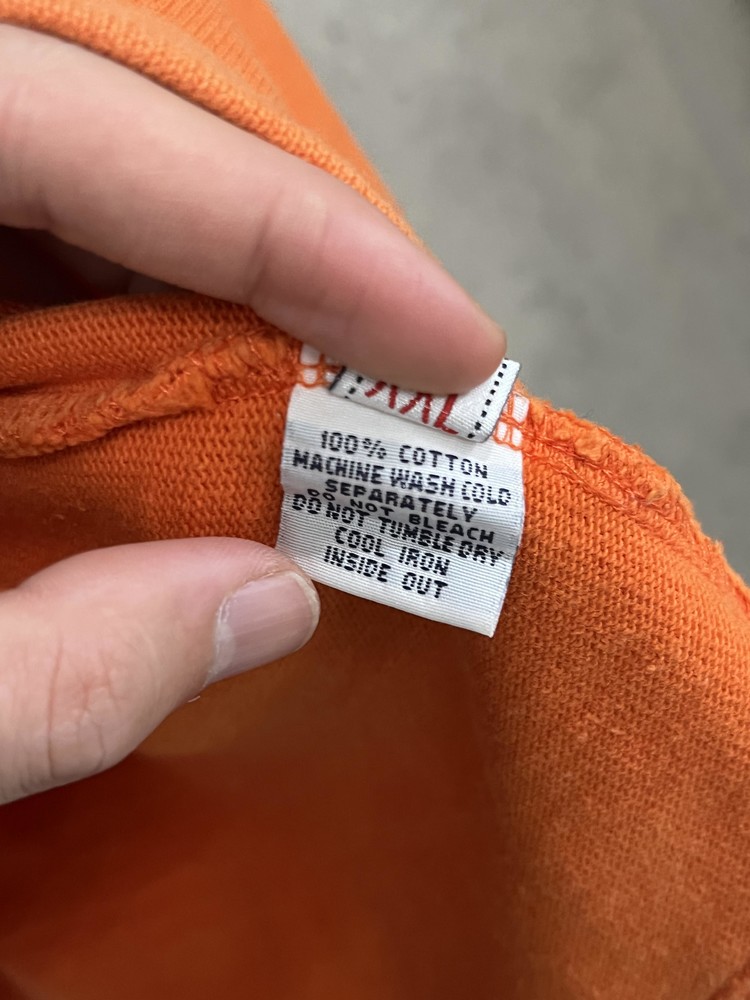 XXL
100% COTTON
MACHINE WASH COLD
SEPARATELY
DO NOT BLEACH
DO NOT TUMBLE DRY
COOL IRON
INSIDE OUT